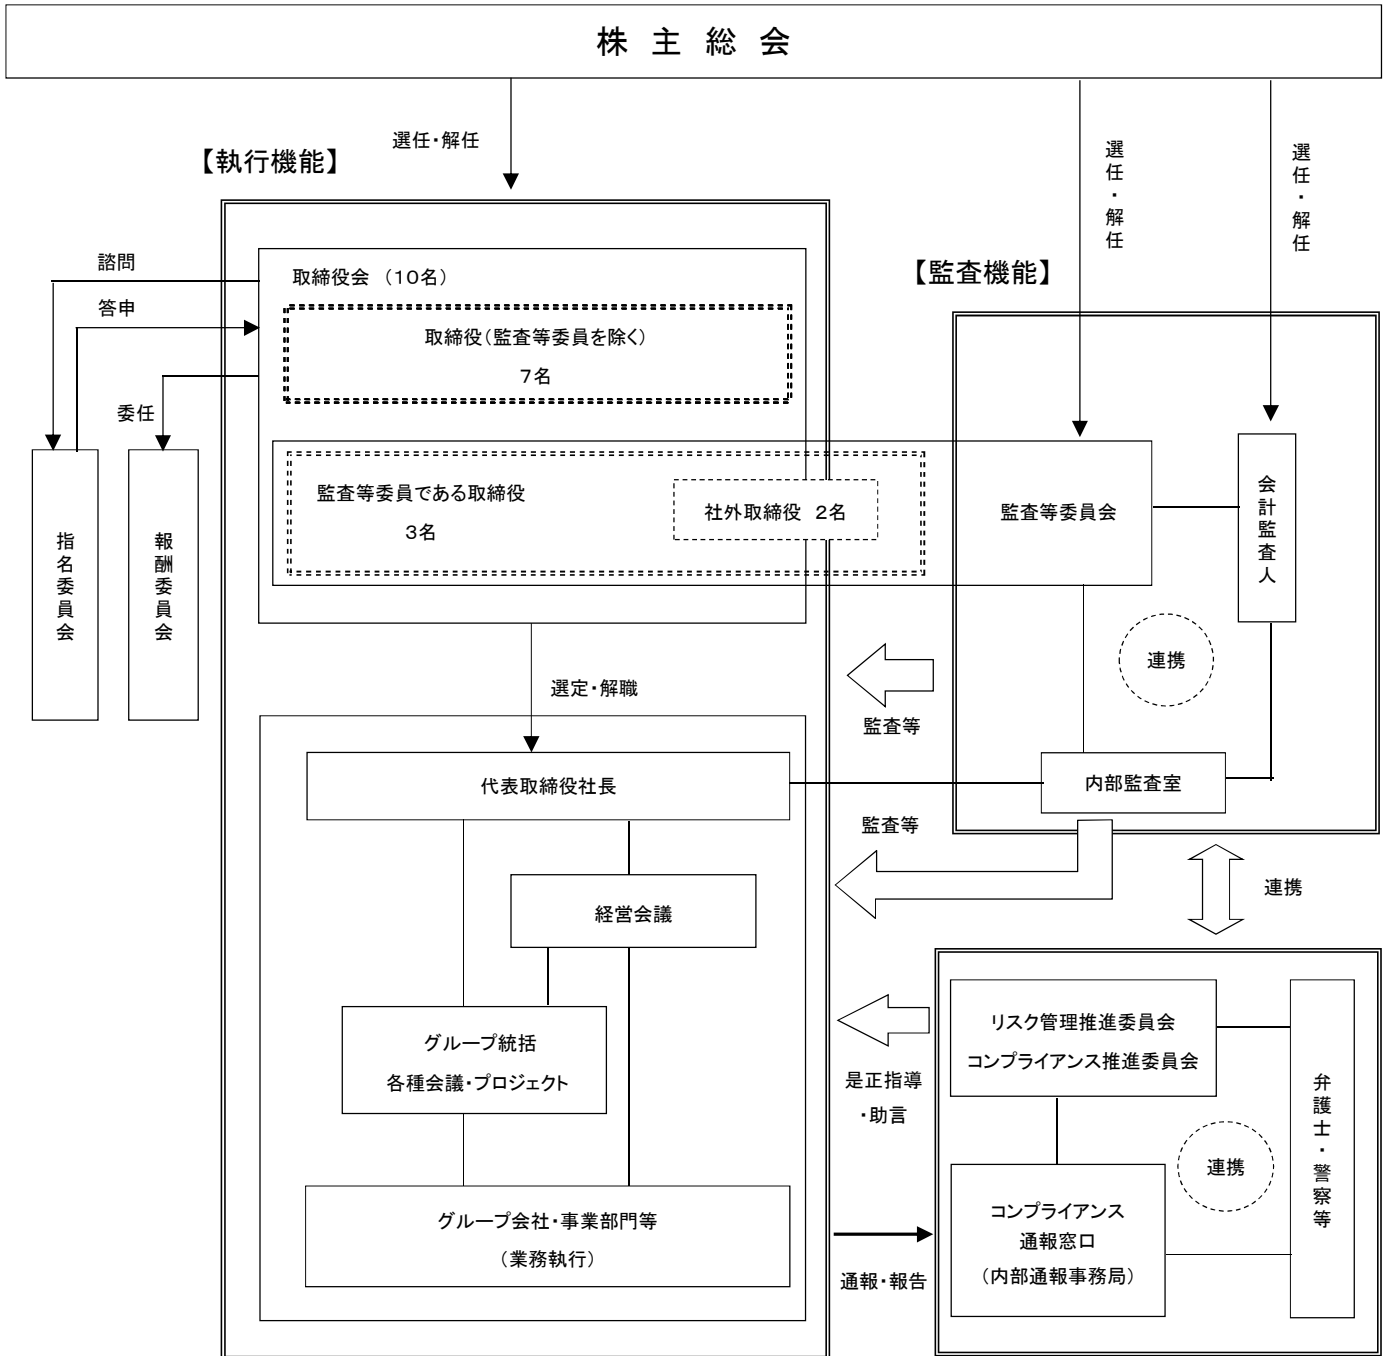 株主総会
選任・解任
選任・解任
選任・解任
【執行機能】
【監査機能】
諮問
答申
委任
取締役会 （10名）
取締役（監査等委員を除く）
7名
監査等委員である取締役
3名
社外取締役 2名
監査等委員会
会計監査人
指名委員会
報酬委員会
連携
選定・解職
監査等
代表取締役社長
内部監査室
監査等
経営会議
連携
グループ統括
各種会議・プロジェクト
リスク管理推進委員会
コンプライアンス推進委員会
是正指導
・助言
弁護士・警察等
連携
グループ会社・事業部門等
（業務執行）
コンプライアンス
通報窓口
（内部通報事務局）
通報・報告